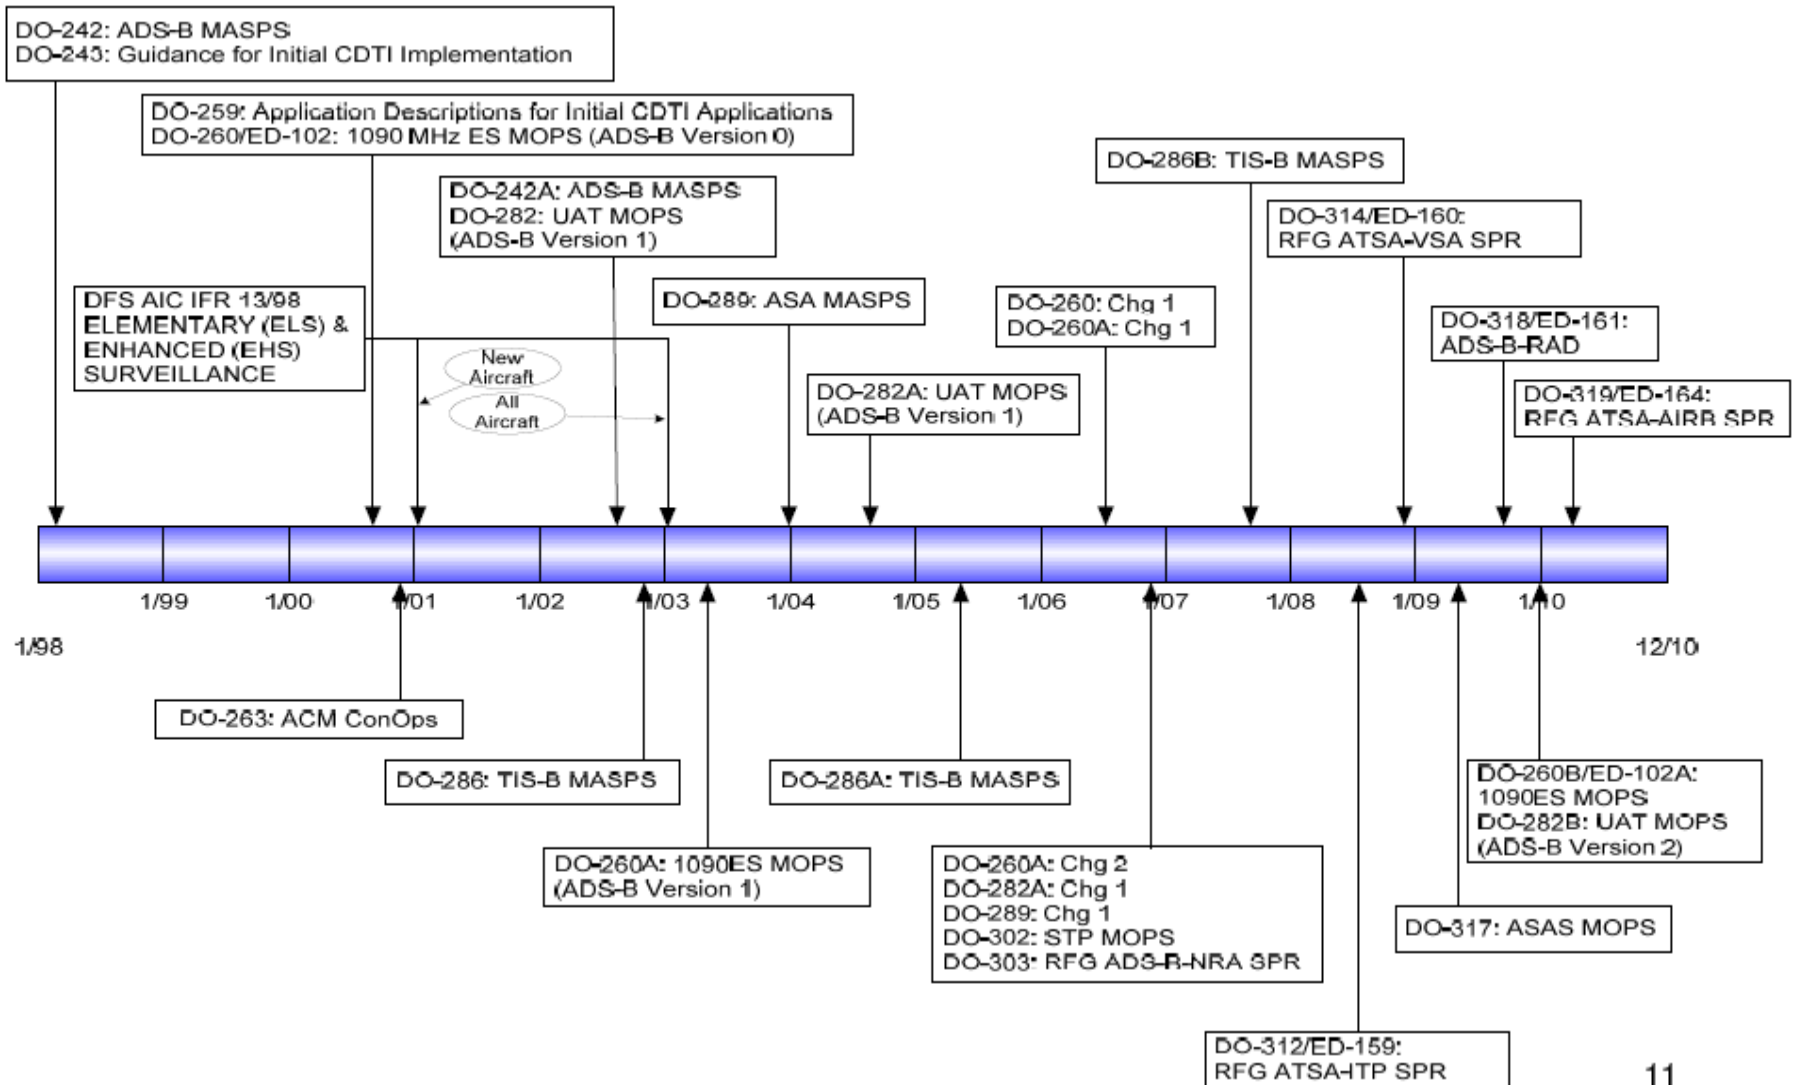 DO-242: ADS-B MASPS
DO-243: Guidance for Initial CDTI Implementation
DO-259: Application Descriptions for Initial CDTI Applications
DO-260/ED-102: 1090 MHz ES MOPS (ADS-B Version 0)
DO-286B: TIS-B MASPS
DO-242A: ADS-B MASPS
DO-282: UAT MOPS
(ADS-B Version 1)
DO-314/ED-160:
RFG ATSA-VSA SPR
DFS AIC IFR 13/98
ELEMENTARY (ELS) &
ENHANCED (EHS)
SURVEILLANCE
New
Aircraft
All
Aircraft
DO-289: ASA MASPS
DO-260: Chg 1
DO-260A: Chg 1
DO-318/ED-161:
ADS-B-RAD
DO-282A: UAT MOPS
(ADS-B Version 1)
DO-319/ED-164:
RFG ATSA-AIRB SPR
1/99
1/00
1/01
1/02
1/03
1/04
1/05
1/06
1/07
1/08
1/09
1/10
1/98
12/10
DO-263: ACM ConOps
DO-286: TIS-B MASPS
DO-286A: TIS-B MASPS
DO-260B/ED-102A:
1090ES MOPS
DO-282B: UAT MOPS
(ADS-B Version 2)
DO-260A: 1090ES MOPS
(ADS-B Version 1)
DO-260A: Chg 2
DO-282A: Chg 1
DO-289: Chg 1
DO-302: STP MOPS
DO-303: RFG ADS-B-NRA SPR
DO-317: ASAS MOPS
DO-312/ED-159:
RFG ATSA-ITP SPR
11